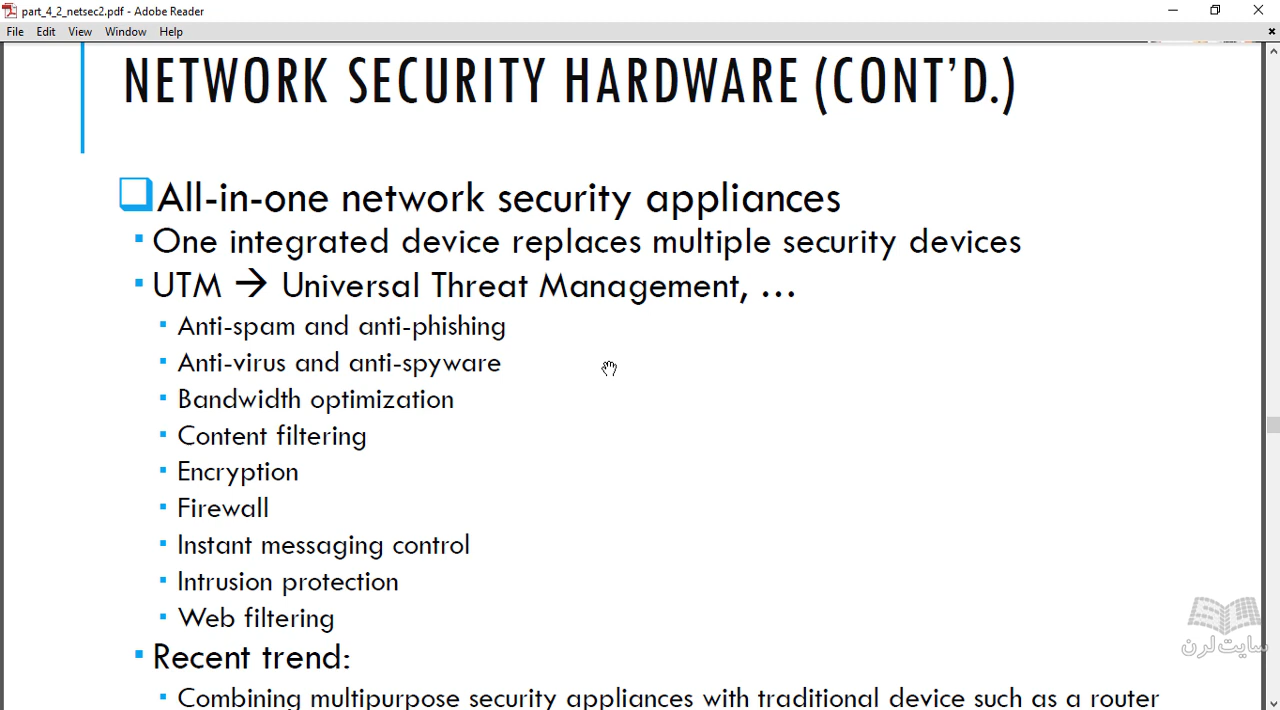 part_4_2_netsec2.pdf - Adobe Reader
File Edit View Window Help
NETWORK SECURITY HARDWARE (CONT'D.)
All-in-one network security appliances
One integrated device replaces multiple security devices
UTM → Universal Threat Management, …
Anti-spam and anti-phishing
Anti-virus and anti-spyware
Bandwidth optimization
Content filtering
Encryption
Firewall
Instant messaging control
Intrusion protection
Web filtering
Recent trend:
Combining multipurpose security appliances with traditional device such as a router
سایت لرن